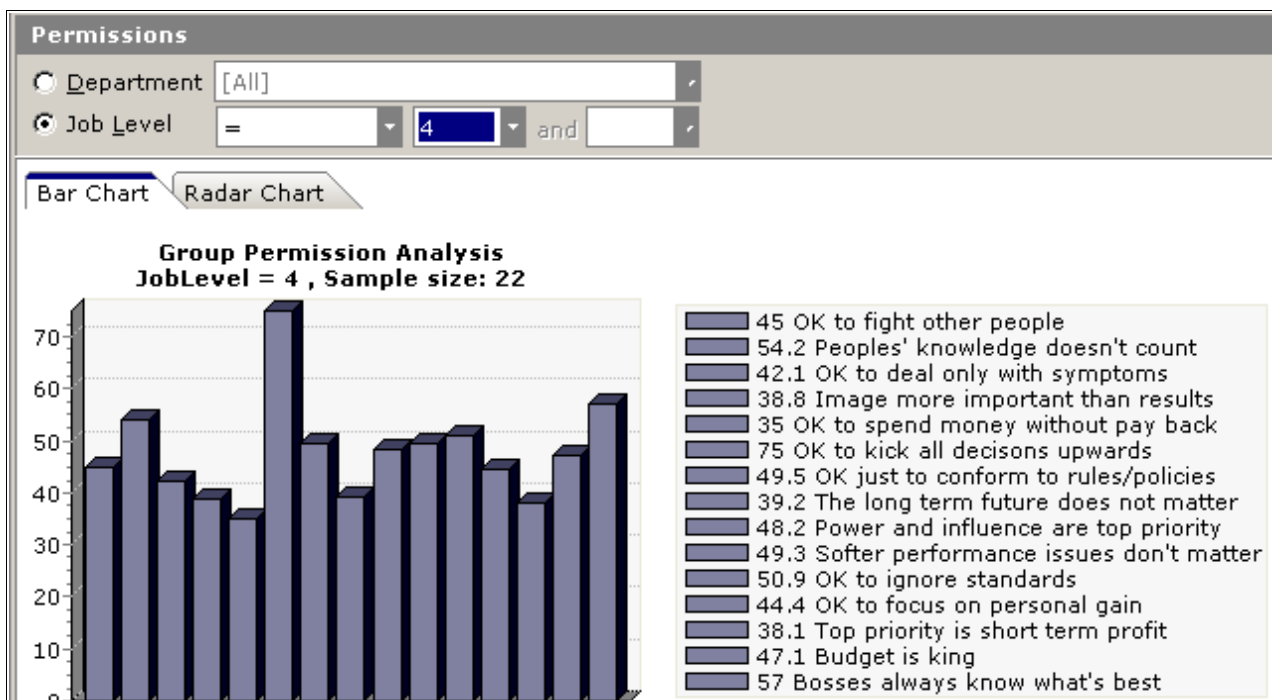 Permissions
Department [All]
Job Level = 4 and
Bar Chart Radar Chart
Group Permission Analysis
JobLevel = 4 , Sample size: 22
70
60
50
40
30
20
10
0
45 OK to fight other people
54.2 Peoples' knowledge doesn't count
42.1 OK to deal only with symptoms
38.8 Image more important than results
35 OK to spend money without pay back
75 OK to kick all decisons upwards
49.5 OK just to conform to rules/policies
39.2 The long term future does not matter
48.2 Power and influence are top priority
49.3 Softer performance issues don't matter
50.9 OK to ignore standards
44.4 OK to focus on personal gain
38.1 Top priority is short term profit
47.1 Budget is king
57 Bosses always know what's best